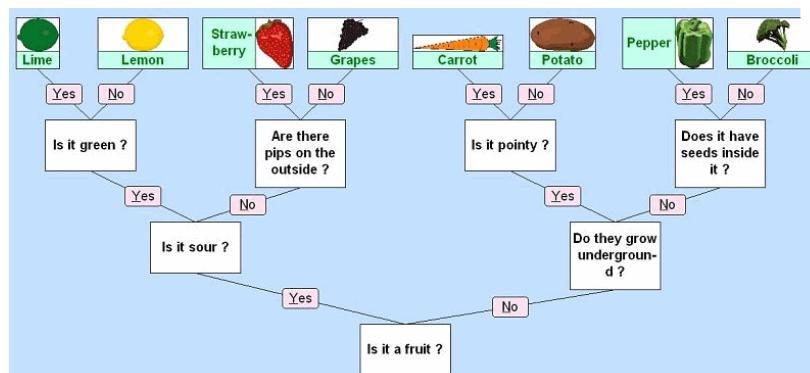 Straw-
berry
Pepper
Lime
Lemon
Grapes
Carrot
Potato
Broccoli
Yes
No
Yes
No
Yes
No
Yes
No
Is it green ?
Are there
pips on the
outside ?
Is it pointy ?
Does it have
seeds inside
it ?
Yes
No
Yes
No
Is it sour ?
Do they grow
undergroun-
d ?
Yes
No
Is it a fruit ?